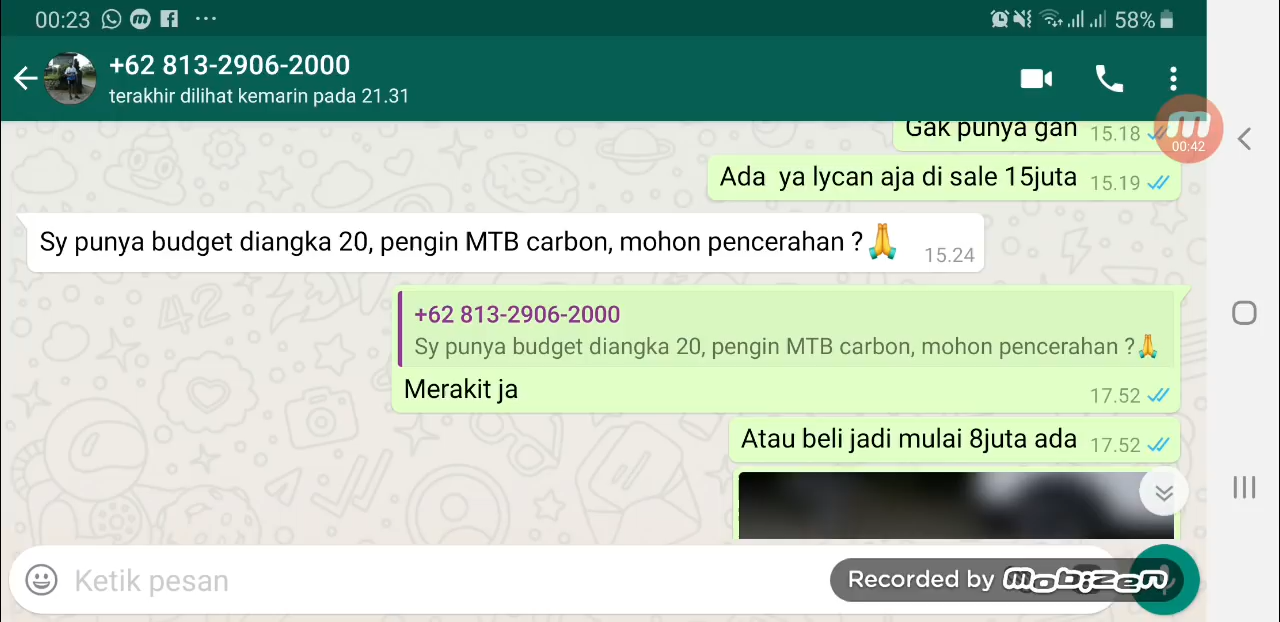 00:23 ... 58%
+62 813-2906-2000
terakhir dilihat kemarin pada 21.31
00:42
Gak punya gan 15.18
Ada ya lycan aja di sale 15juta 15.19
Sy punya budget diangka 20, pengin MTB carbon, mohon pencerahan ?🙏 15.24
+62 813-2906-2000
Sy punya budget diangka 20, pengin MTB carbon, mohon pencerahan ?🙏
Merakit ja 17.52
Atau beli jadi mulai 8juta ada 17.52
Ketik pesan
Recorded by mobizen